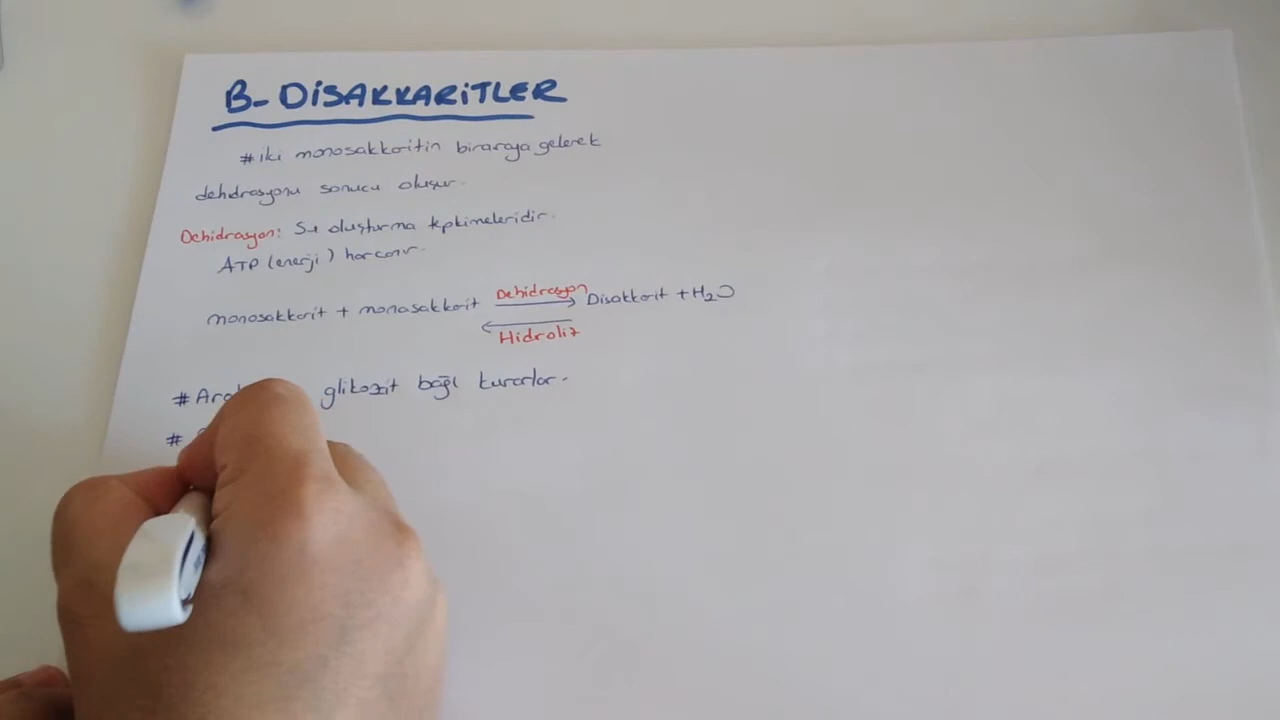 B- DİSAKKARİTLER
# iki monosakkaritin biraraya gelerek
dehidrasyonu sonucu oluşur.
Dehidrasyon: Su oluşturma tepkimeleridir.
ATP (enerji) harcanır.
monosakkarit + monosakkarit Dehidrasyon Disakkarit + H2O
Hidroliz
# glikozit bağı kurarlar.
#